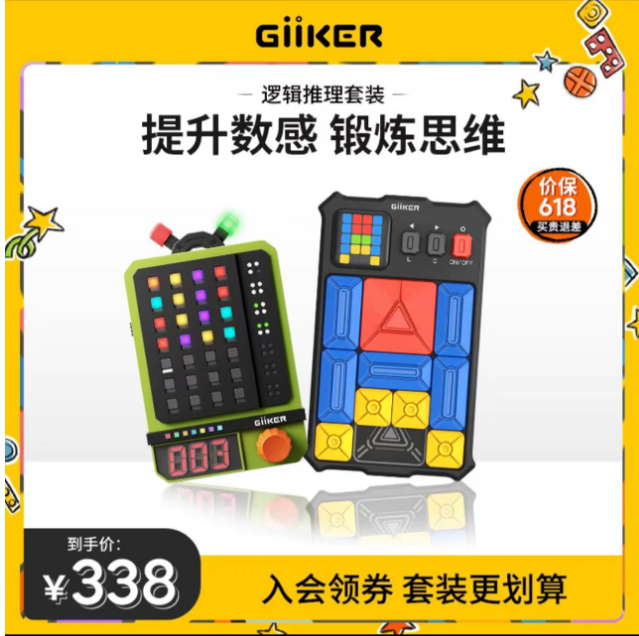 GiiKER
逻辑推理套装
提升数感 锻炼思维
价保
618
买贵退差
GiiKER
L
ON/OFF
GiiKER
003
到手价:
¥338
入会领券 套装更划算